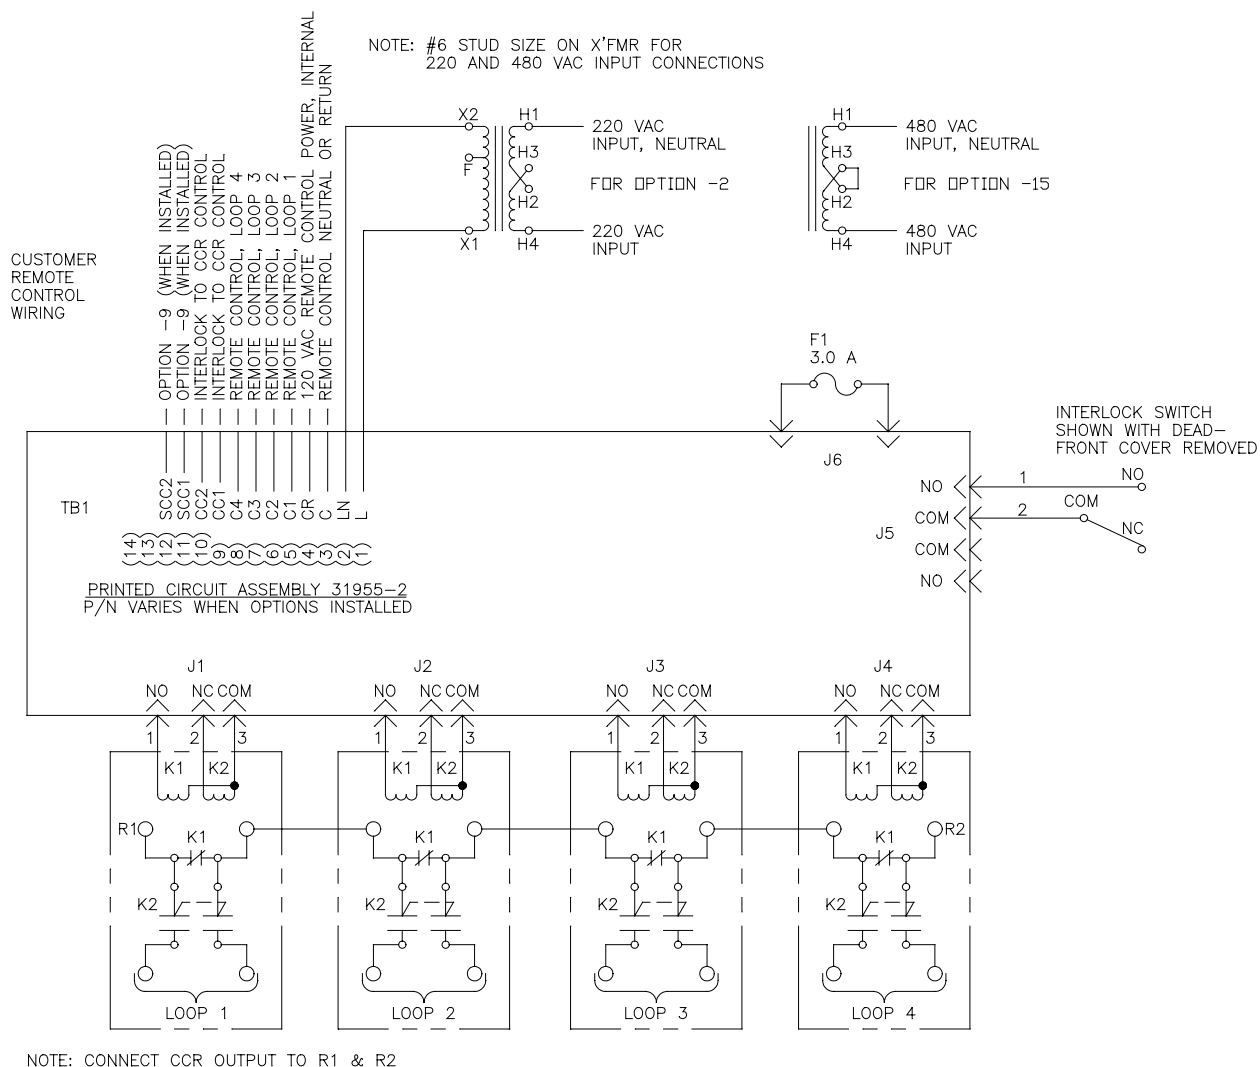 NOTE: #6 STUD SIZE ON X'FMR FOR
220 AND 480 VAC INPUT CONNECTIONS
X2
F
X1
H1
H3
H2
H4
220 VAC
INPUT, NEUTRAL
FOR OPTION -2
220 VAC
INPUT
H1
H3
H2
H4
480 VAC
INPUT, NEUTRAL
FOR OPTION -15
480 VAC
INPUT
CUSTOMER
REMOTE
CONTROL
WIRING
OPTION -9 (WHEN INSTALLED)
OPTION -9 (WHEN INSTALLED)
INTERLOCK TO CCR CONTROL
INTERLOCK TO CCR CONTROL
REMOTE CONTROL, LOOP 4
REMOTE CONTROL, LOOP 3
REMOTE CONTROL, LOOP 2
REMOTE CONTROL, LOOP 1
120 VAC REMOTE CONTROL POWER, INTERNAL
REMOTE CONTROL NEUTRAL OR RETURN
F1
3.0 A
J6
INTERLOCK SWITCH
SHOWN WITH DEAD-
FRONT COVER REMOVED
TB1
SCC2
SCC1
CC2
CC1
C4
C3
C2
C1
CR
C
LN
L
(14)
(13)
(12)
(11)
(10)
(9)
(8)
(7)
(6)
(5)
(4)
(3)
(2)
(1)
J5
NO
COM
COM
NO
1
2
NO
COM
NC
PRINTED CIRCUIT ASSEMBLY 31955-2
P/N VARIES WHEN OPTIONS INSTALLED
J1
NO NC COM
1 2 3
K1 K2
R1
K1
K2
LOOP 1
J2
NO NC COM
1 2 3
K1 K2
K1
K2
LOOP 2
J3
NO NC COM
1 2 3
K1 K2
K1
K2
LOOP 3
J4
NO NC COM
1 2 3
K1 K2
R2
K1
K2
LOOP 4
NOTE: CONNECT CCR OUTPUT TO R1 & R2